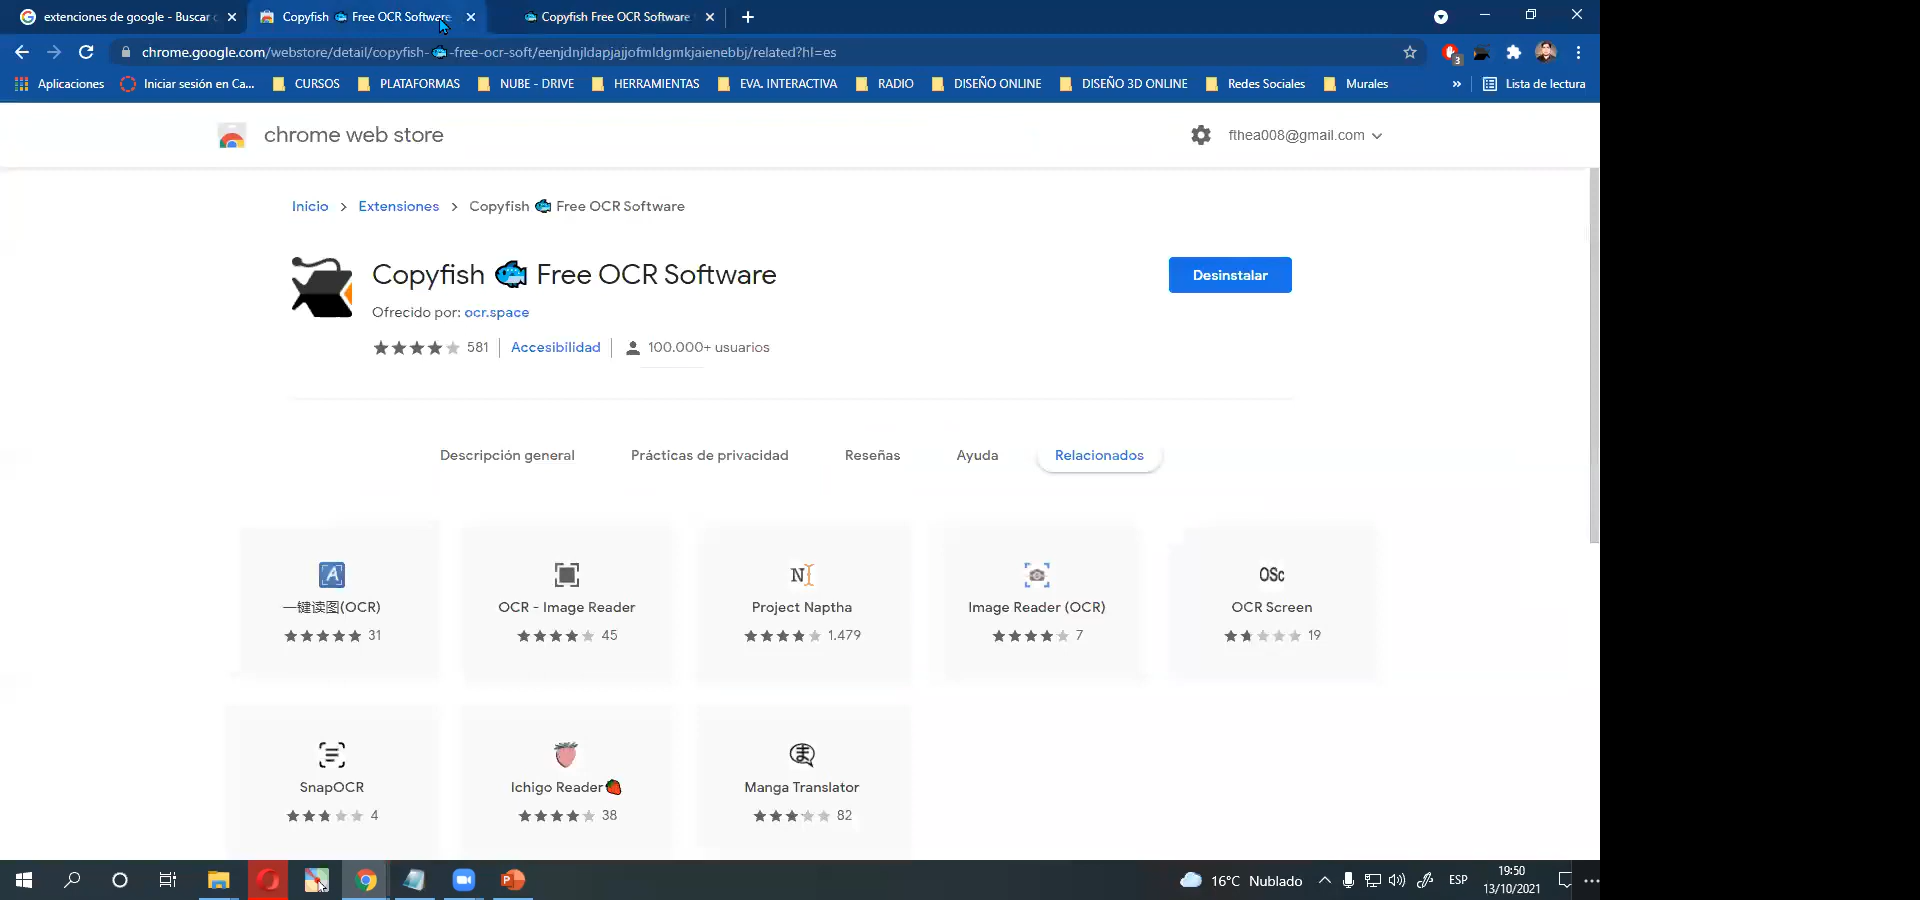 extenciones de google - Buscar c
Copyfish 🐟 Free OCR Software
Copyfish Free OCR Software
chrome.google.com/webstore/detail/copyfish-🐟-free-ocr-soft/eenjdnjldapjajjofmldgmkjaienebbj/related?hl=es
3
Aplicaciones
Iniciar sesión en Ca...
CURSOS
PLATAFORMAS
NUBE - DRIVE
HERRAMIENTAS
EVA. INTERACTIVA
RADIO
DISEÑO ONLINE
DISEÑO 3D ONLINE
Redes Sociales
Murales
»
Lista de lectura
chrome web store
fthea008@gmail.com
Inicio > Extensiones > Copyfish 🐟 Free OCR Software
Copyfish 🐟 Free OCR Software
Desinstalar
Ofrecido por: ocr.space
581
Accesibilidad
100.000+ usuarios
Descripción general
Prácticas de privacidad
Reseñas
Ayuda
Relacionados
A
N
OSc
一键读图(OCR)
OCR - Image Reader
Project Naptha
Image Reader (OCR)
OCR Screen
31
45
1.479
7
19
SnapOCR
Ichigo Reader🍓
Manga Translator
4
38
82
16°C Nublado
ESP
19:50
13/10/2021